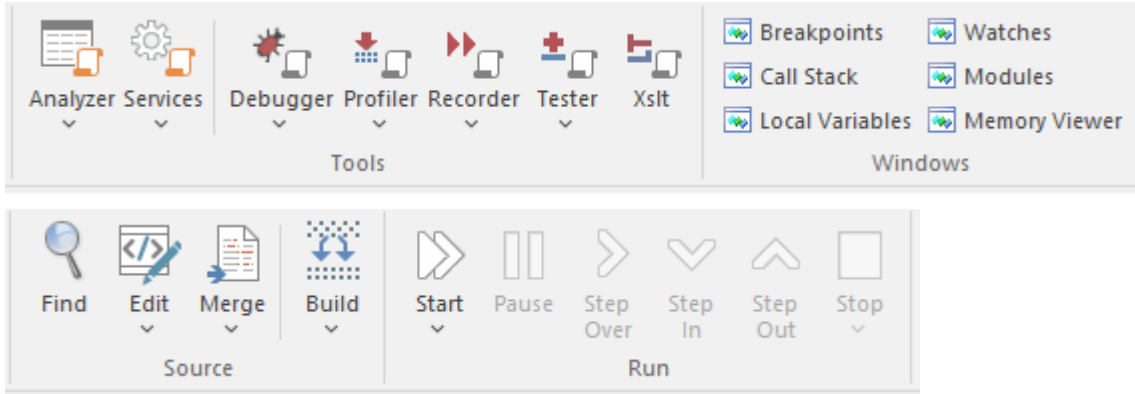 Analyzer Services Debugger Profiler Recorder Tester Xslt
Tools
Breakpoints Watches
Call Stack Modules
Local Variables Memory Viewer
Windows
Find Edit Merge Build Start Pause Step Over Step In Step Out Stop
Source Run